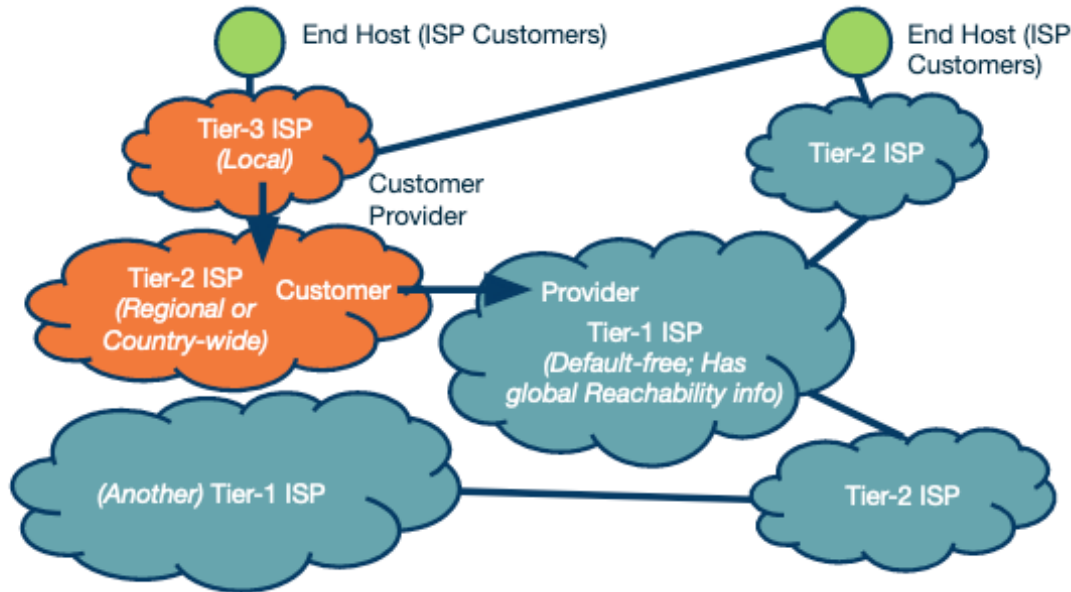 End Host (ISP Customers)
End Host (ISP
Customers)
Tier-3 ISP
(Local)
Tier-2 ISP
Customer
Provider
Tier-2 ISP
(Regional or
Country-wide)
Customer
Provider
Tier-1 ISP
(Default-free; Has
global Reachability info)
(Another) Tier-1 ISP
Tier-2 ISP